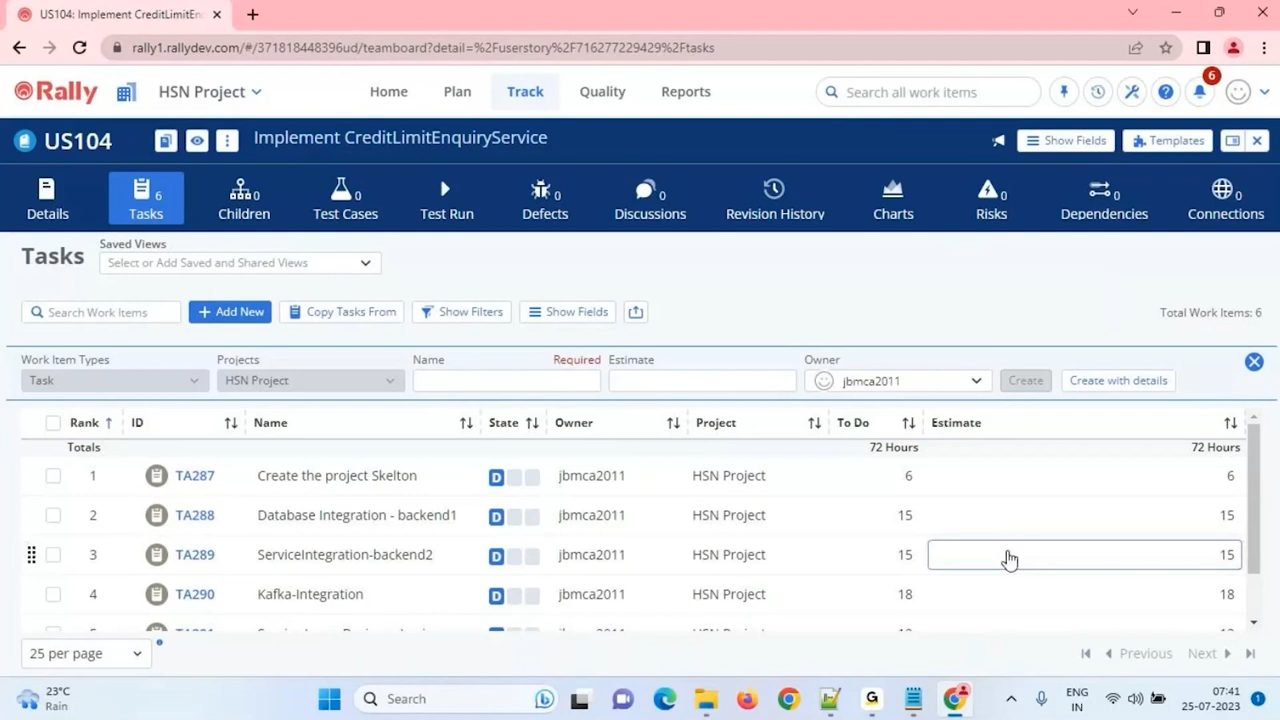 US104: Implement CreditLimitEn
rally1.rallydev.com/#/371818448396ud/teamboard?detail=%2Fuserstory%2F716277229429%2Ftasks
Rally HSN Project Home Plan Track Quality Reports Search all work items 6
US104 Implement CreditLimitEnquiryService Show Fields Templates
6 0 0 0 0 0 0 0
Details Tasks Children Test Cases Test Run Defects Discussions Revision History Charts Risks Dependencies Connections
Tasks
Saved Views
Select or Add Saved and Shared Views
Search Work Items Add New Copy Tasks From Show Filters Show Fields Total Work Items: 6
Work Item Types Projects Name Required Estimate Owner
Task HSN Project jbmca2011 Create Create with details
Rank ID Name State Owner Project To Do Estimate
Totals 72 Hours 72 Hours
1 TA287 Create the project Skelton D jbmca2011 HSN Project 6 6
2 TA288 Database Integration - backend1 D jbmca2011 HSN Project 15 15
3 TA289 ServiceIntegration-backend2 D jbmca2011 HSN Project 15 15
4 TA290 Kafka-Integration D jbmca2011 HSN Project 18 18
25 per page Previous Next
23°C
Rain
Search
ENG
IN
07:41
25-07-2023
1